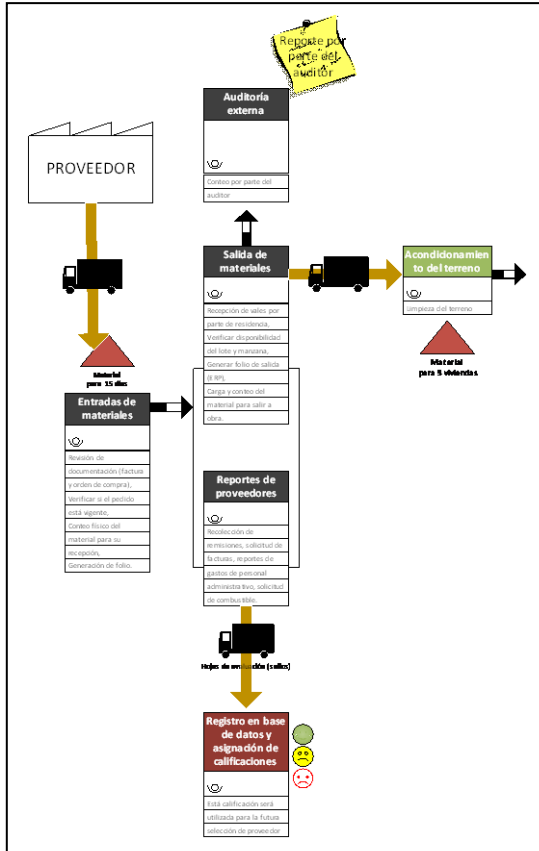 Reporte por
parte del
auditor
Auditoría
externa
Conteo por parte del
auditor
PROVEEDOR
Salida de
materiales
Recepción de vales por
parte de residencia,
Verificar disponibilidad
del lote y manzana,
Generar folio de salida
(ERP),
Carga y conteo del
material para salir a
obra.
Acondicionamien
to del terreno
Limpieza del terreno
Material
para 5 viviendas
Material
para 15 días
Entradas de
materiales
Revisión de
documentación (factura
y orden de compra),
Verificar si el pedido
está vigente,
Conteo físico del
material para su
recepción,
Generación de folio.
Reportes de
proveedores
Recolección de
remisiones, solicitud de
facturas, reportes de
gastos de personal
administrativo, solicitud
de combustible.
Hojas de evaluación (sellos)
Registro en base
de datos y
asignación de
calificaciones
Está calificación será
utilizada para la futura
selección de proveedor